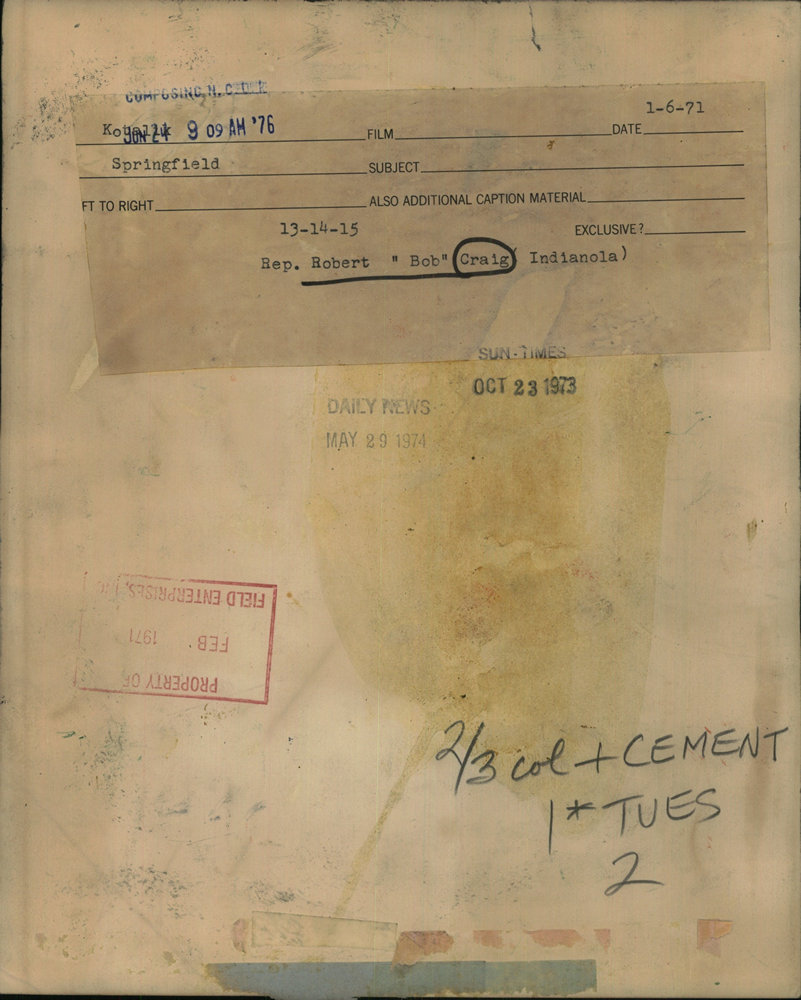 COMPOSING N. C
1-6-71
JUN 24 9 09 AM '76
FILM
DATE
Springfield
SUBJECT
FT TO RIGHT
ALSO ADDITIONAL CAPTION MATERIAL
13-14-15
EXCLUSIVE?
Rep. Robert " Bob" Craig Indianola)
SUN-TIMES
OCT 23 1973
DAILY NEWS
MAY 29 1974
PROPERTY OF
FEB 1971
FIELD ENTERPRISES, INC.
2/3 col + CEMENT
1* TUES
2